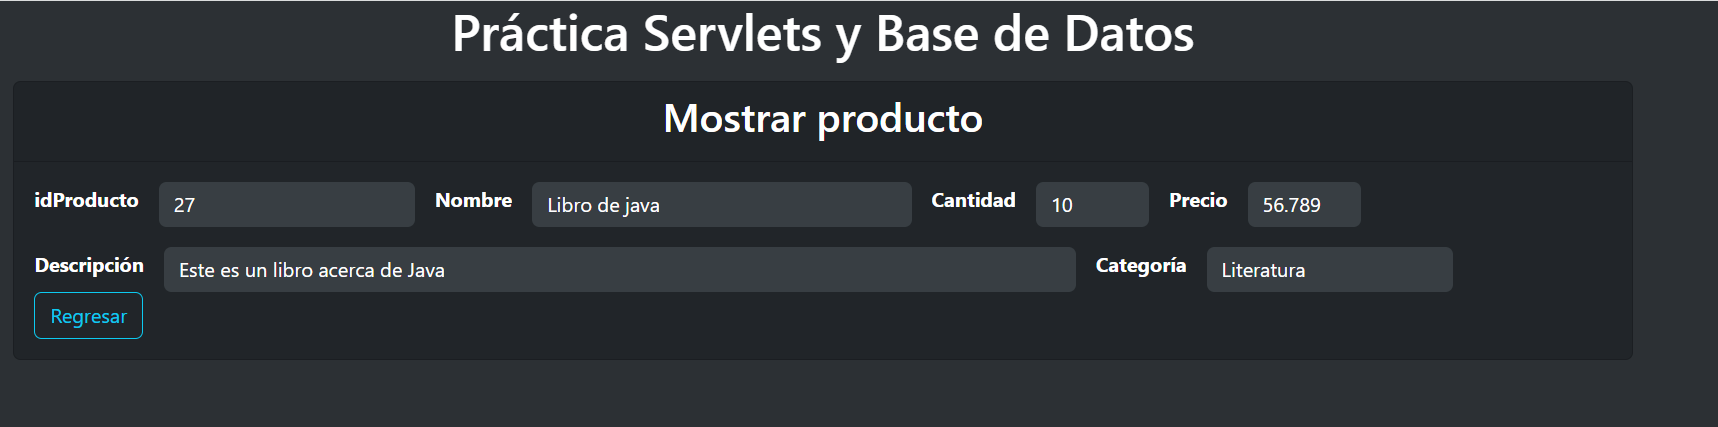 Práctica Servlets y Base de Datos
Mostrar producto
idProducto 27 Nombre Libro de java Cantidad 10 Precio 56.789
Descripción Este es un libro acerca de Java Categoría Literatura
Regresar